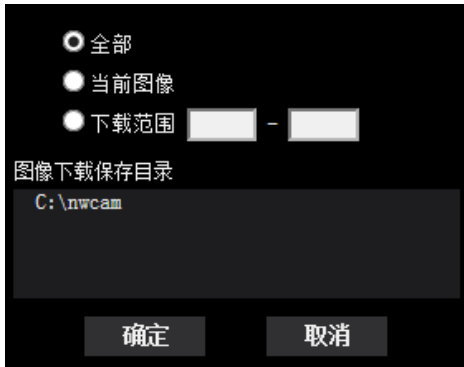 全部
当前图像
下载范围 -
图像下载保存目录
C:\nwcam
确定 取消